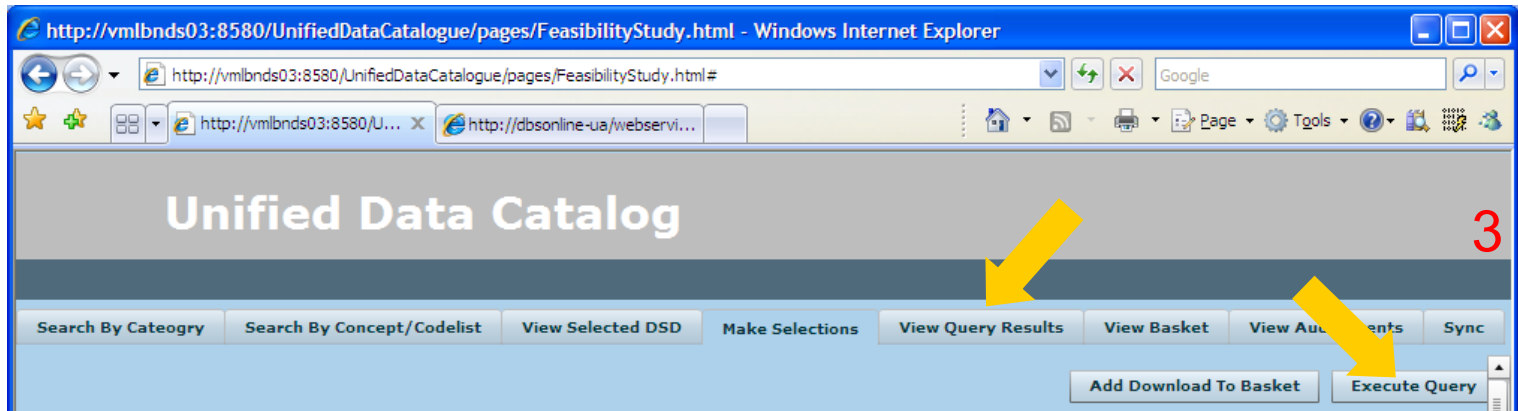 http://vmlbnds03:8580/UnifiedDataCatalogue/pages/FeasibilityStudy.html - Windows Internet Explorer
http://vmlbnds03:8580/UnifiedDataCatalogue/pages/FeasibilityStudy.html# Google
http://vmlbnds03:8580/U... http://dbsonline-ua/webservi... Page Tools
Unified Data Catalog
3
Search By Cateogry Search By Concept/Codelist View Selected DSD Make Selections View Query Results View Basket View Sync
Add Download To Basket Execute Query